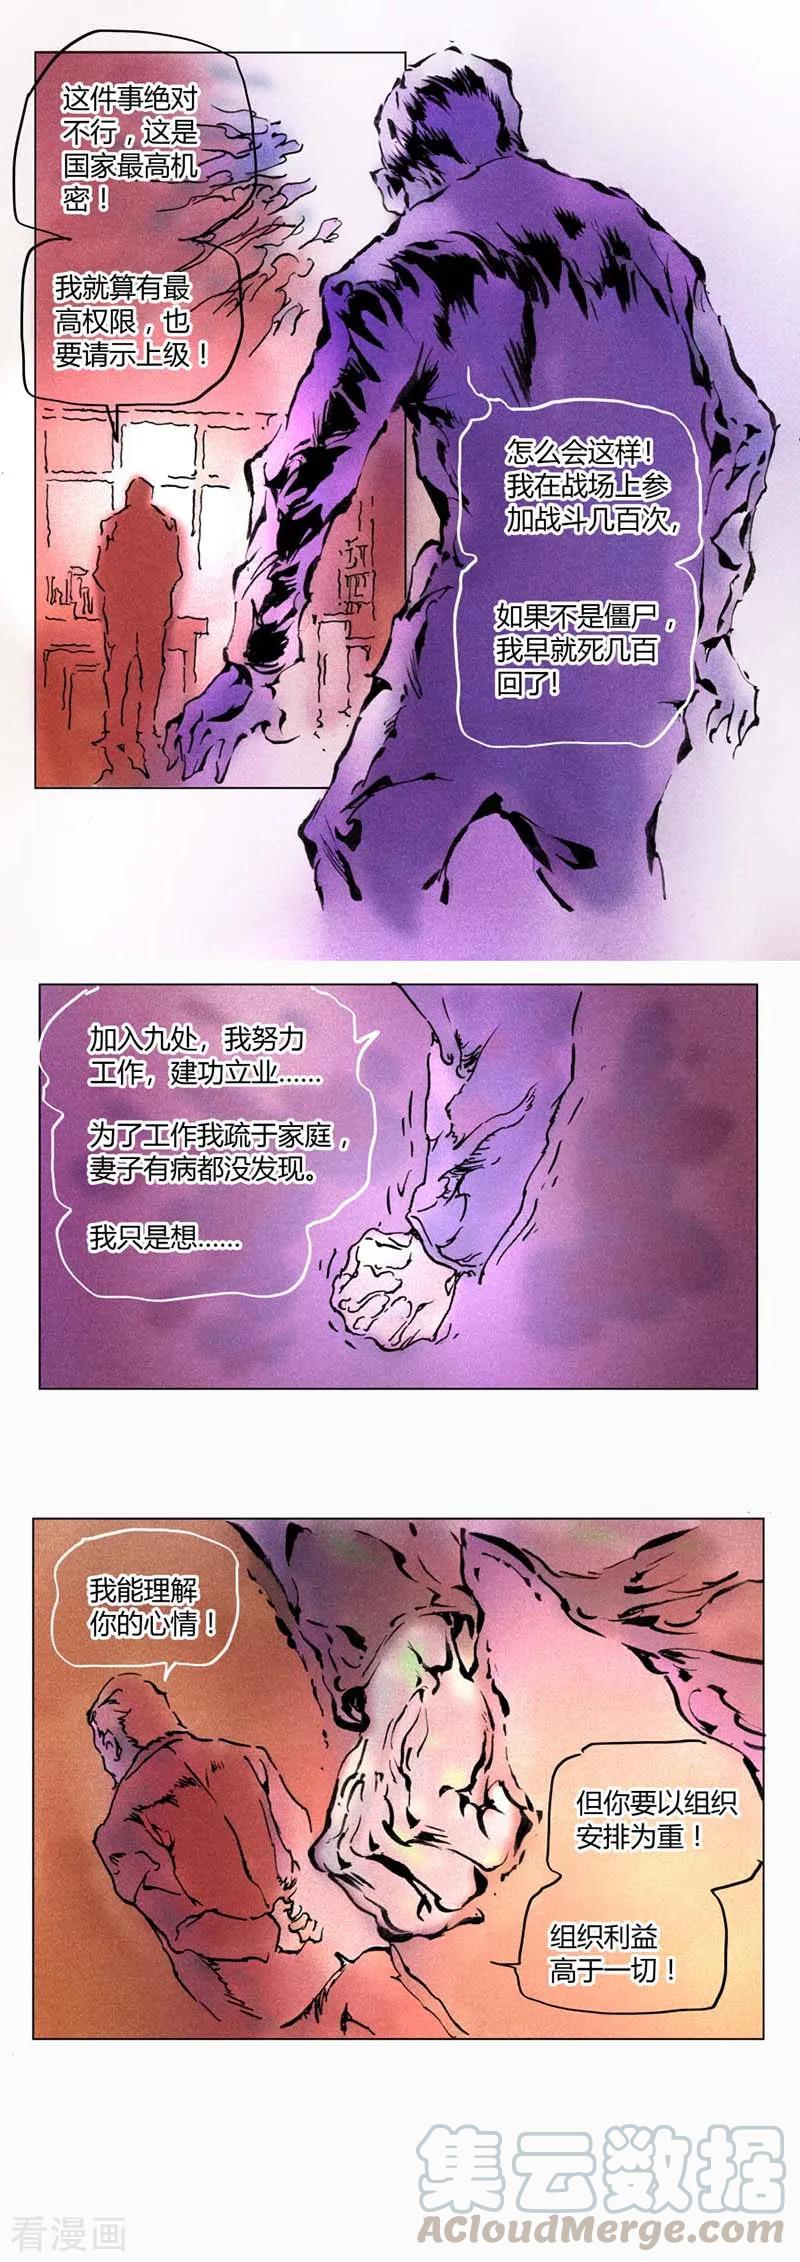 这件事绝对
不行，这是
国家最高机
密！
我就算有最
高权限，也
要请示上级！
怎么会这样！
我在战场上参
加战斗几百次，
如果不是僵尸，
我早就死几百
回了！
加入九处，我努力
工作，建功立业……
为了工作我疏于家庭，
妻子有病都没发现。
我只是想……
我能理解
你的心情！
但你要以组织
安排为重！
组织利益
高于一切！
集云数据
看漫画
ACloudMerge.com